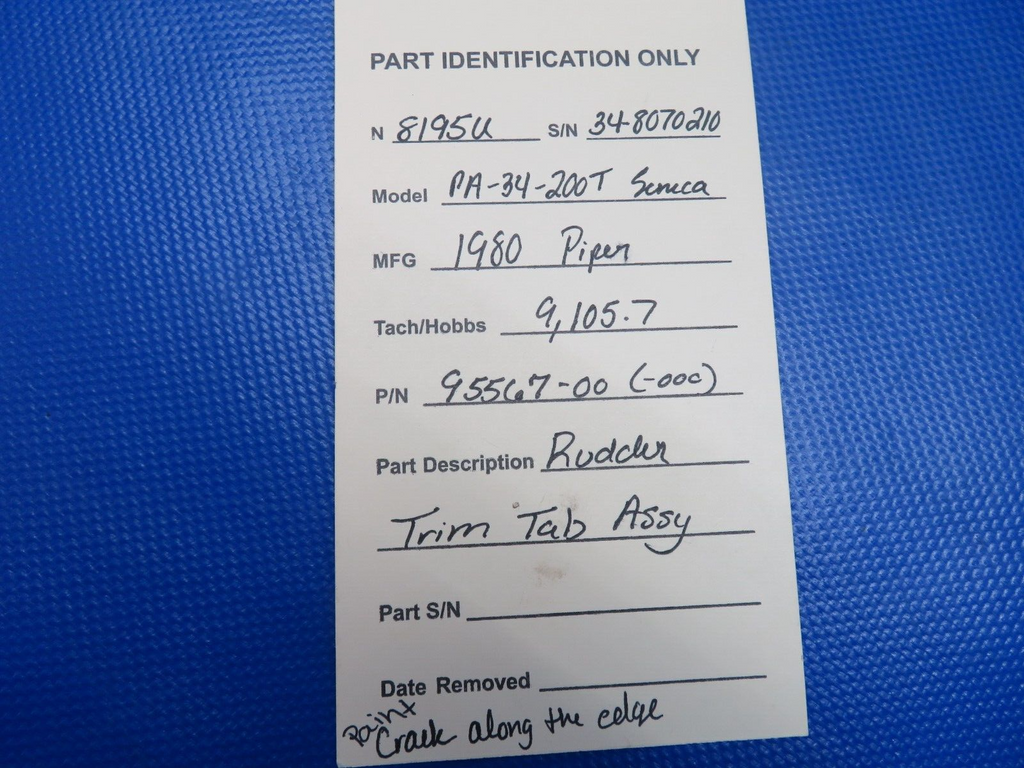 PART IDENTIFICATION ONLY
N 8195U S/N 34-8070210
Model PA-34-200T Seneca
MFG 1980 Piper
Tach/Hobbs 9,105.7
P/N 95567-00 (-00C)
Part Description Rudder
Trim Tab Assy
Part S/N
Date Removed
Paint
Crack along the edge